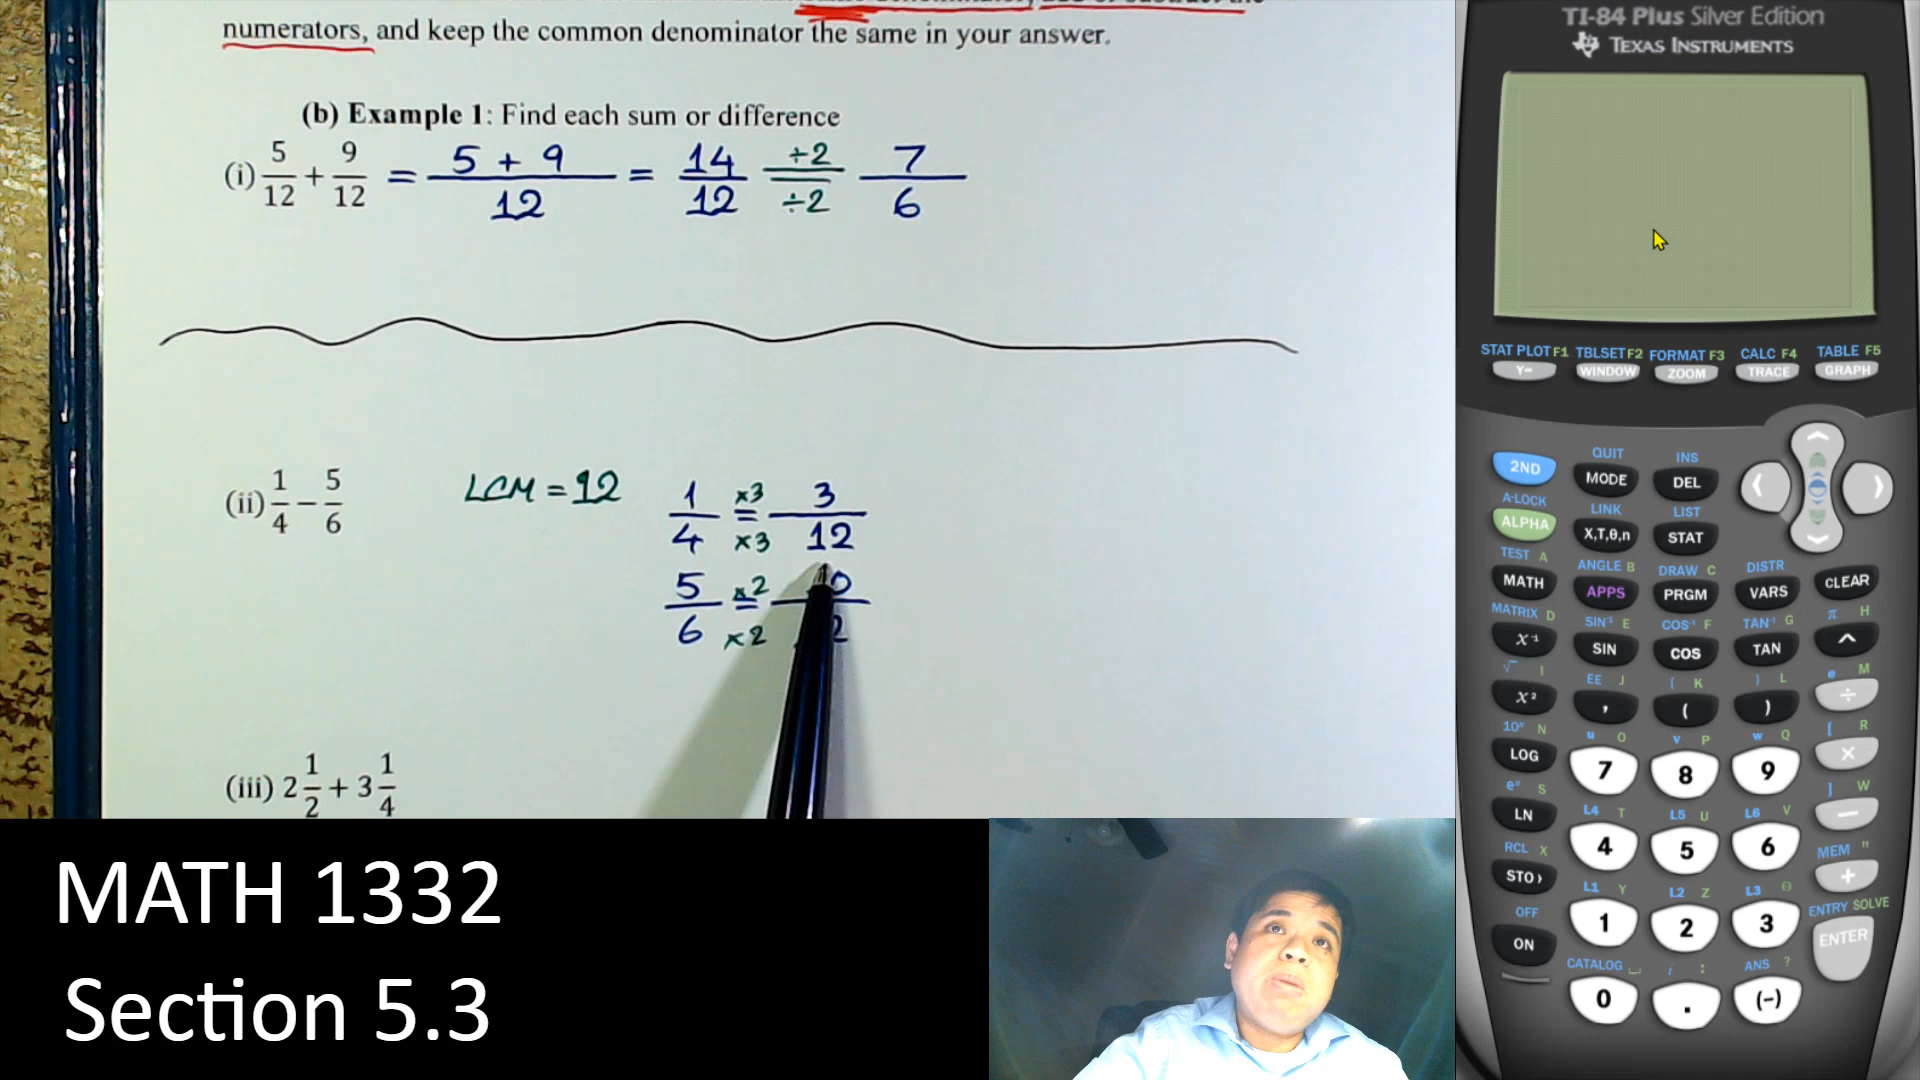 numerators, and keep the common denominator the same in your answer.
(b) Example 1: Find each sum or difference
(i) 5/12 + 9/12 = 5 + 9/12 = 14/12 ÷2/÷2 = 7/6
(ii) 1/4 − 5/6 LCM = 12 1/4 ×3/×3 = 3/12
5/6 ×2/×2 =
(iii) 2 1/2 + 3 1/4
MATH 1332
Section 5.3
TI-84 Plus Silver Edition
TEXAS INSTRUMENTS
STAT PLOT F1 TBLSET F2 FORMAT F3 CALC F4 TABLE F5
Y= WINDOW ZOOM TRACE GRAPH
QUIT INS
2ND MODE DEL
A-LOCK LINK LIST
ALPHA X,T,θ,n STAT
TEST A ANGLE B DRAW C DISTR
MATH APPS PRGM VARS CLEAR
MATRIX D SIN⁻¹ E COS⁻¹ F TAN⁻¹ G π H
x⁻¹ SIN COS TAN ^
√ I EE J { K } L e M
x² , ( ) ÷
10ˣ N u O v P w Q [ R
LOG 7 8 9 ×
eˣ S L4 T L5 U L6 V ] W
LN 4 5 6 −
RCL X L1 Y L2 Z L3 θ MEM "
STO› 1 2 3 +
OFF CATALOG ⎵ i : ANS ? ENTRY SOLVE
ON 0 . (-) ENTER